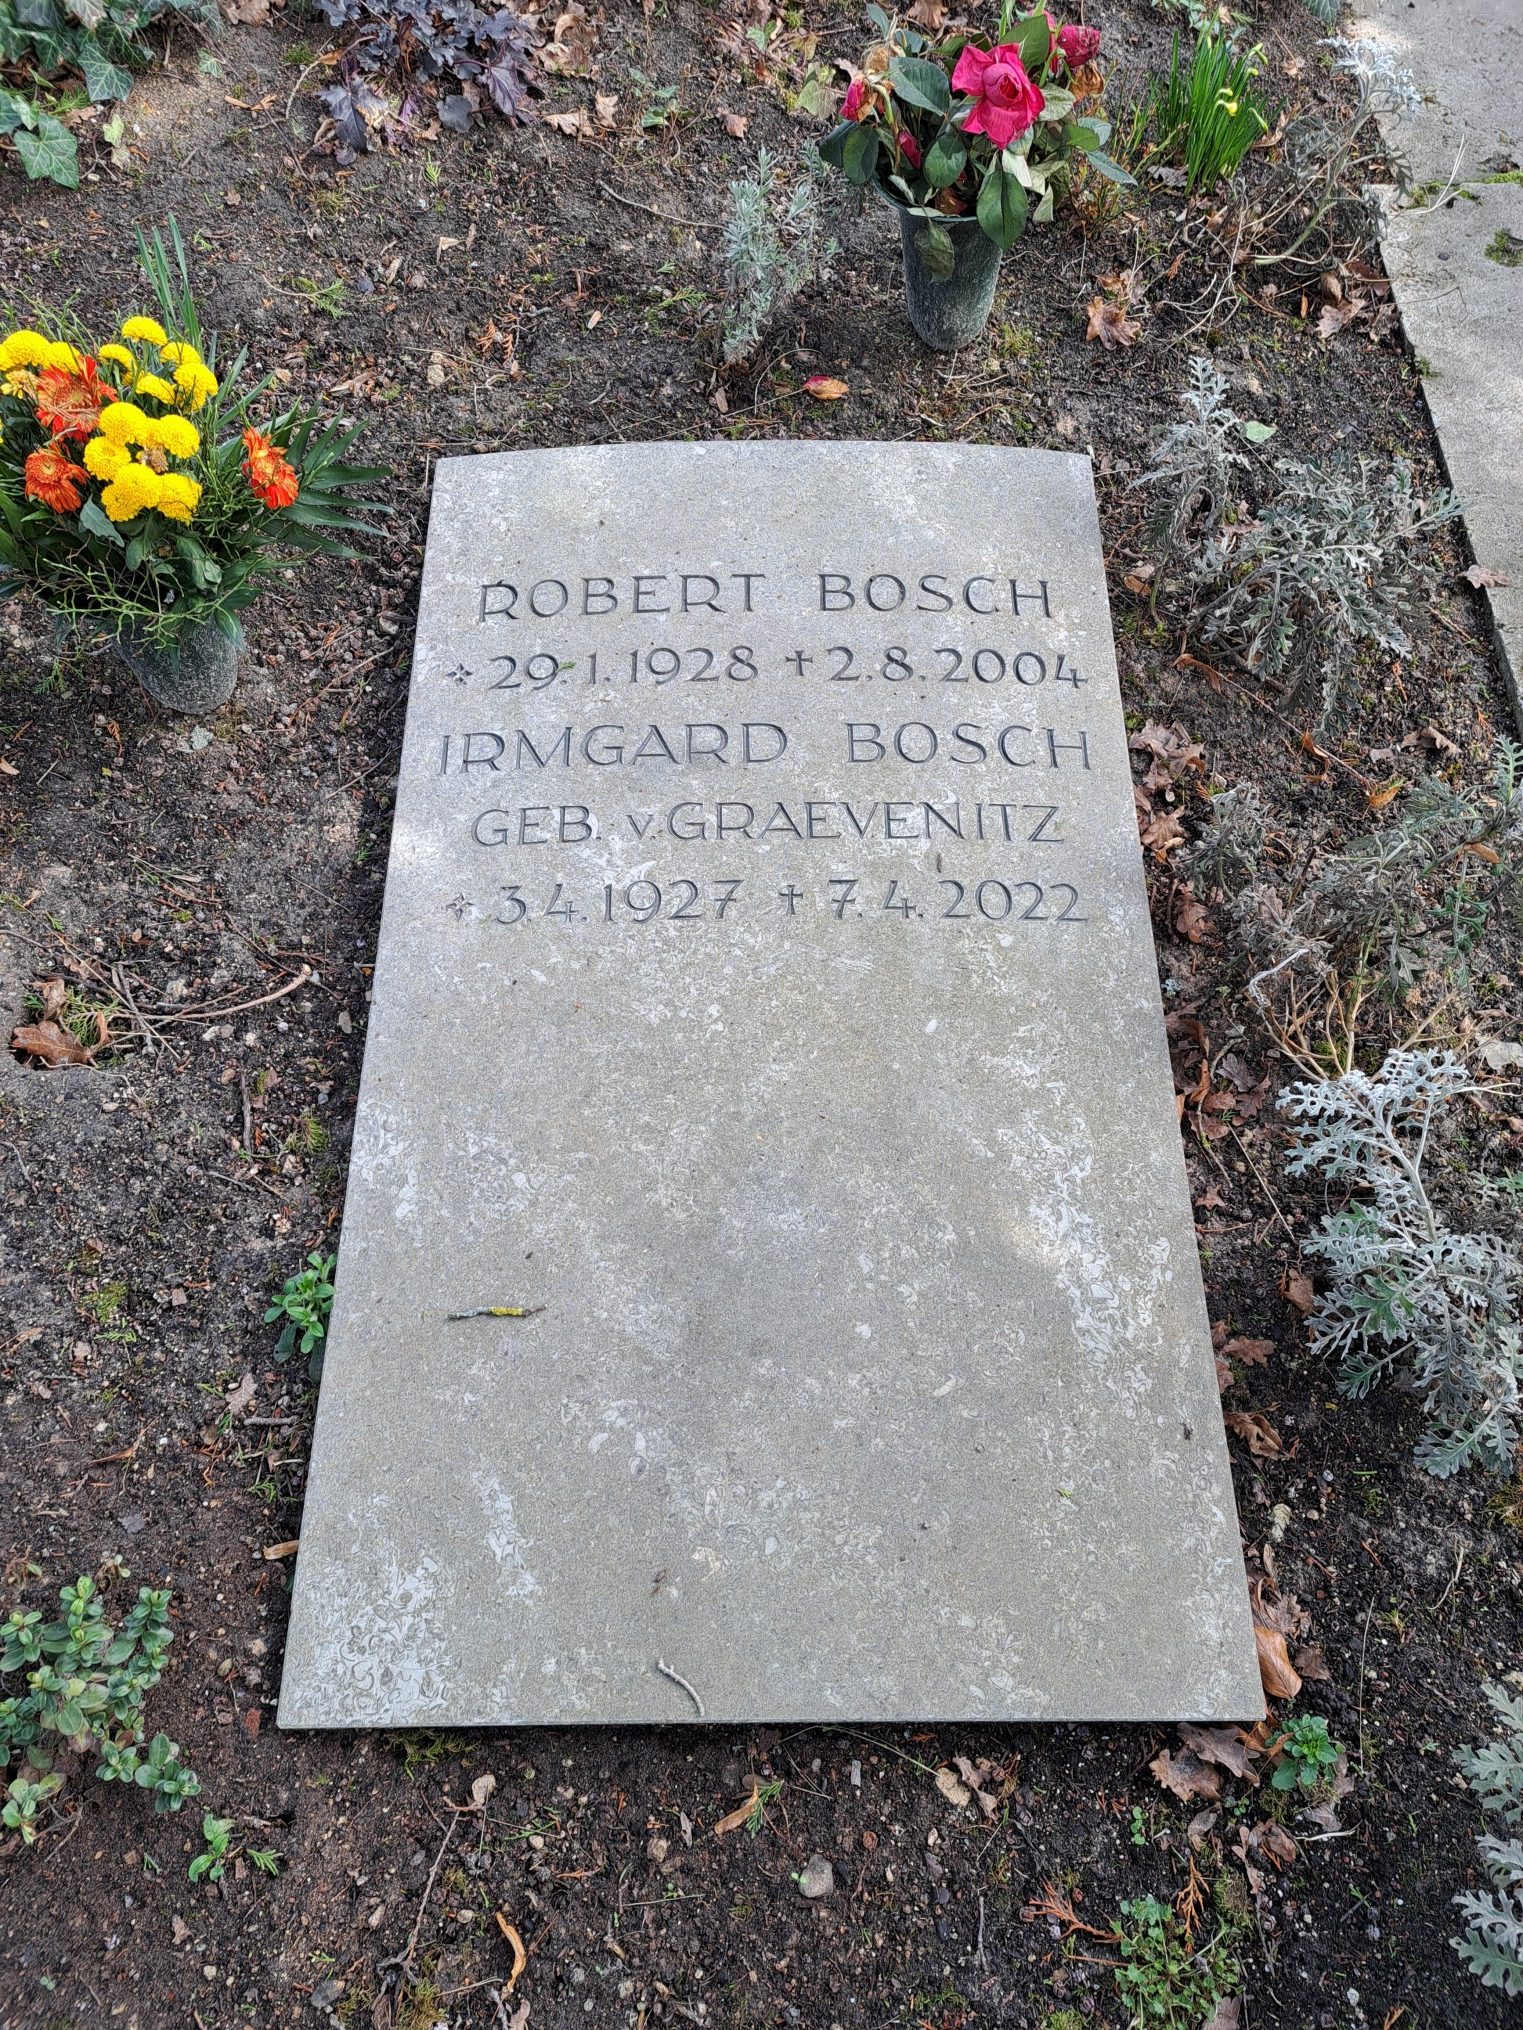 ROBERT BOSCH
29.1.1928 †2.8.2004
IRMGARD BOSCH
GEB. v. GRAEVENITZ
3.4.1927 †7.4.2022